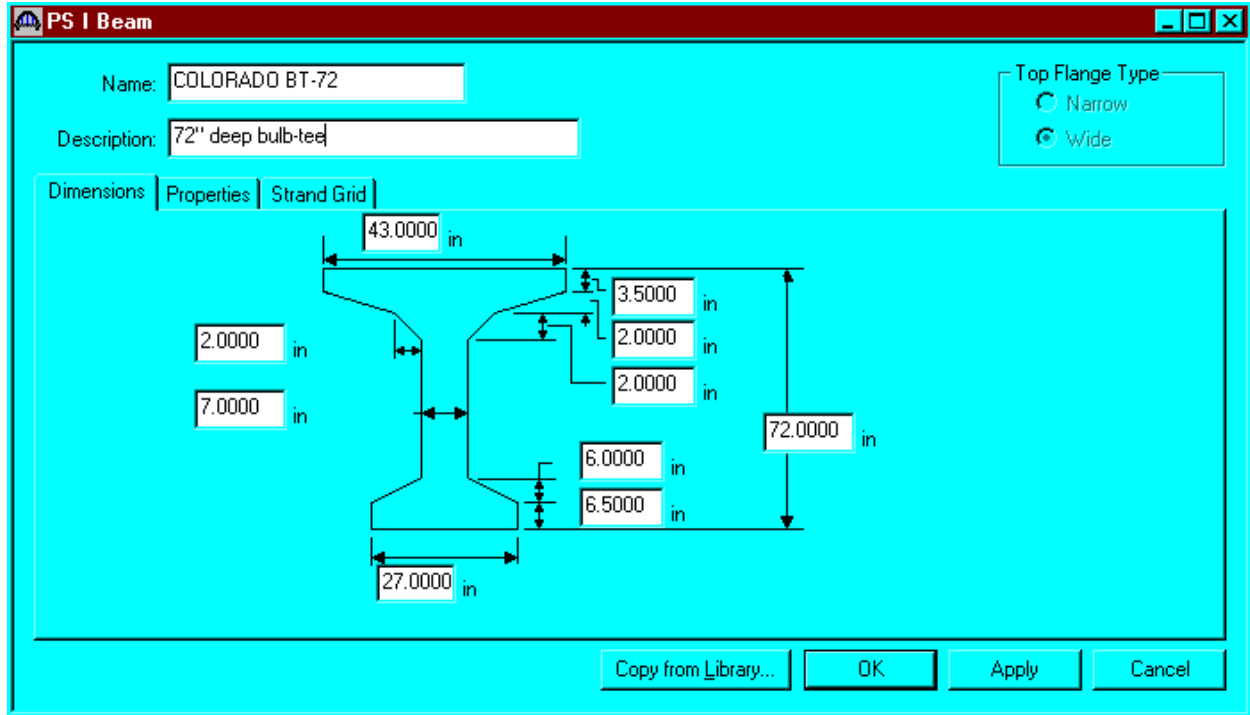 PS I Beam
Name: COLORADO BT-72
Description: 72" deep bulb-tee
Top Flange Type
Narrow
Wide
Dimensions Properties Strand Grid
43.0000 in
3.5000 in
2.0000 in
2.0000 in
2.0000 in
7.0000 in
72.0000 in
6.0000 in
6.5000 in
27.0000 in
Copy from Library... OK Apply Cancel